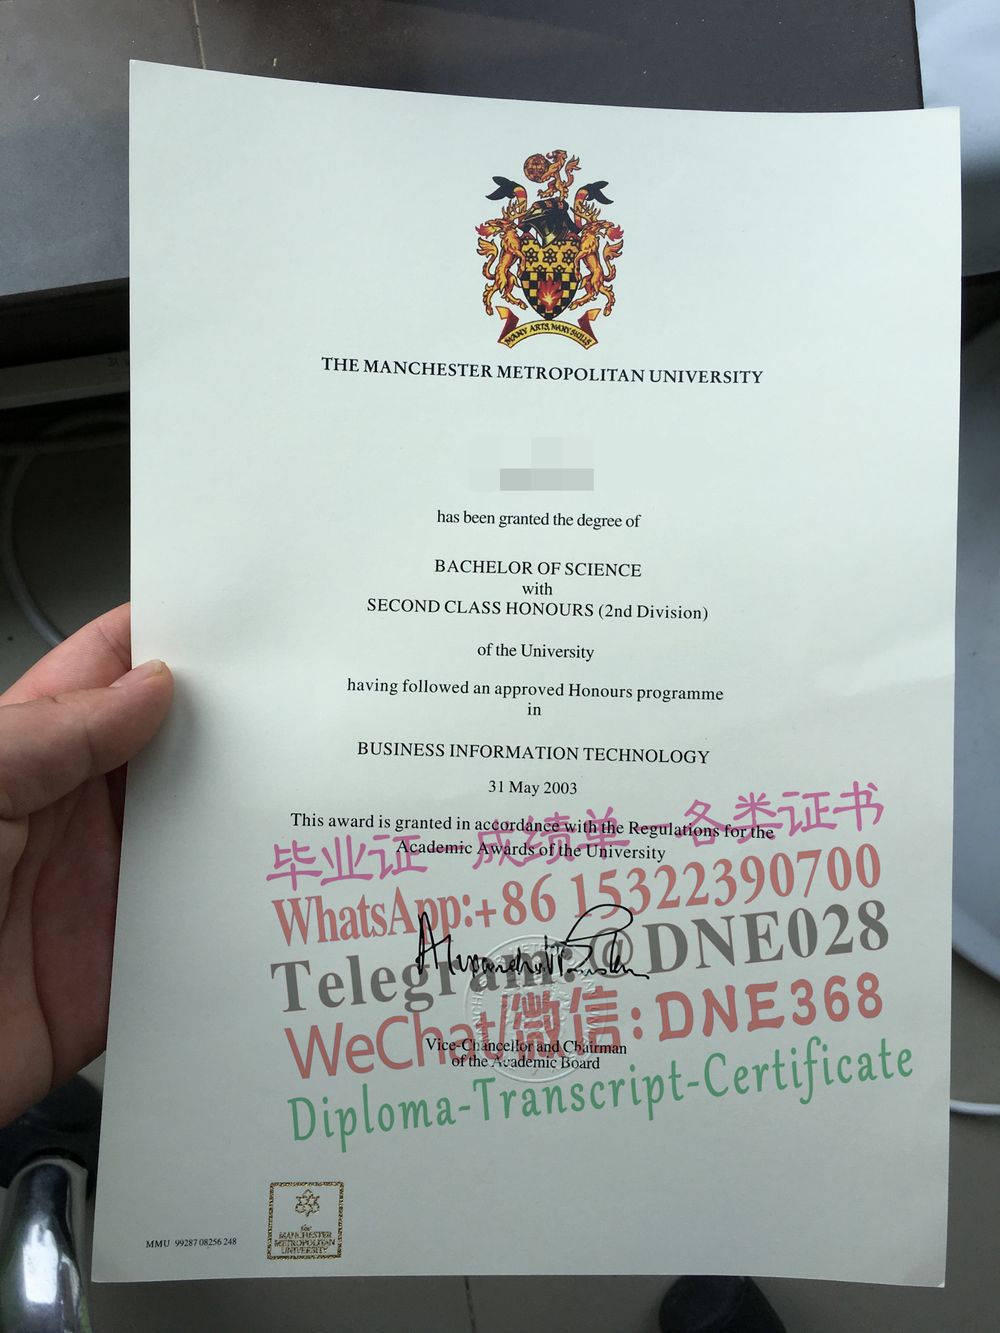 MANY ARTS, MANY SKILLS
THE MANCHESTER METROPOLITAN UNIVERSITY
has been granted the degree of
BACHELOR OF SCIENCE
with
SECOND CLASS HONOURS (2nd Division)
of the University
having followed an approved Honours programme
in
BUSINESS INFORMATION TECHNOLOGY
31 May 2003
This award is granted in accordance with the Regulations for the
Academic Awards of the University
毕业证—成绩单—各类证书
WhatsApp:+86 15322390700
Telegram:@DNE028
WeChat/微信:DNE368
Vice-Chancellor and Chairman
of the Academic Board
Diploma-Transcript-Certificate
the
MANCHESTER
METROPOLITAN
UNIVERSITY
MMU 99287 08256 248